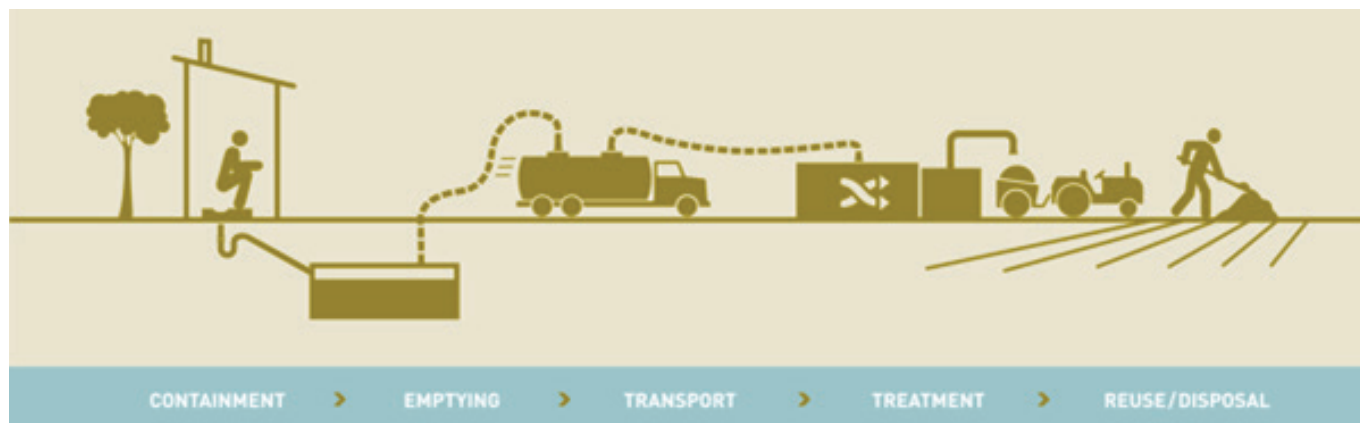 CONTAINMENT > EMPTYING > TRANSPORT > TREATMENT > REUSE/DISPOSAL